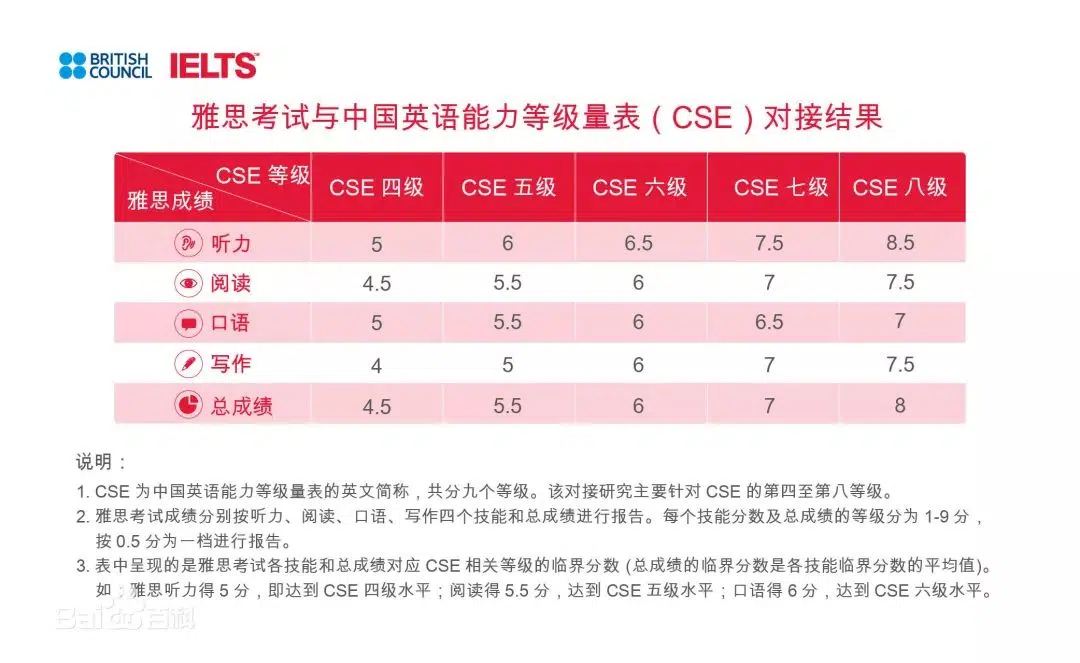 BRITISH
COUNCIL
IELTS™
雅思考试与中国英语能力等级量表（CSE）对接结果
CSE 等级 CSE 四级 CSE 五级 CSE 六级 CSE 七级 CSE 八级
雅思成绩
听力 5 6 6.5 7.5 8.5
阅读 4.5 5.5 6 7 7.5
口语 5 5.5 6 6.5 7
写作 4 5 6 7 7.5
总成绩 4.5 5.5 6 7 8
说明：
1. CSE 为中国英语能力等级量表的英文简称，共分九个等级。该对接研究主要针对 CSE 的第四至第八等级。
2. 雅思考试成绩分别按听力、阅读、口语、写作四个技能和总成绩进行报告。每个技能分数及总成绩的等级分为 1-9 分，
按 0.5 分为一档进行报告。
3. 表中呈现的是雅思考试各技能和总成绩对应 CSE 相关等级的临界分数 (总成绩的临界分数是各技能临界分数的平均值)。
如：雅思听力得 5 分，即达到 CSE 四级水平；阅读得 5.5 分，达到 CSE 五级水平；口语得 6分，达到 CSE 六级水平。
Bai百科